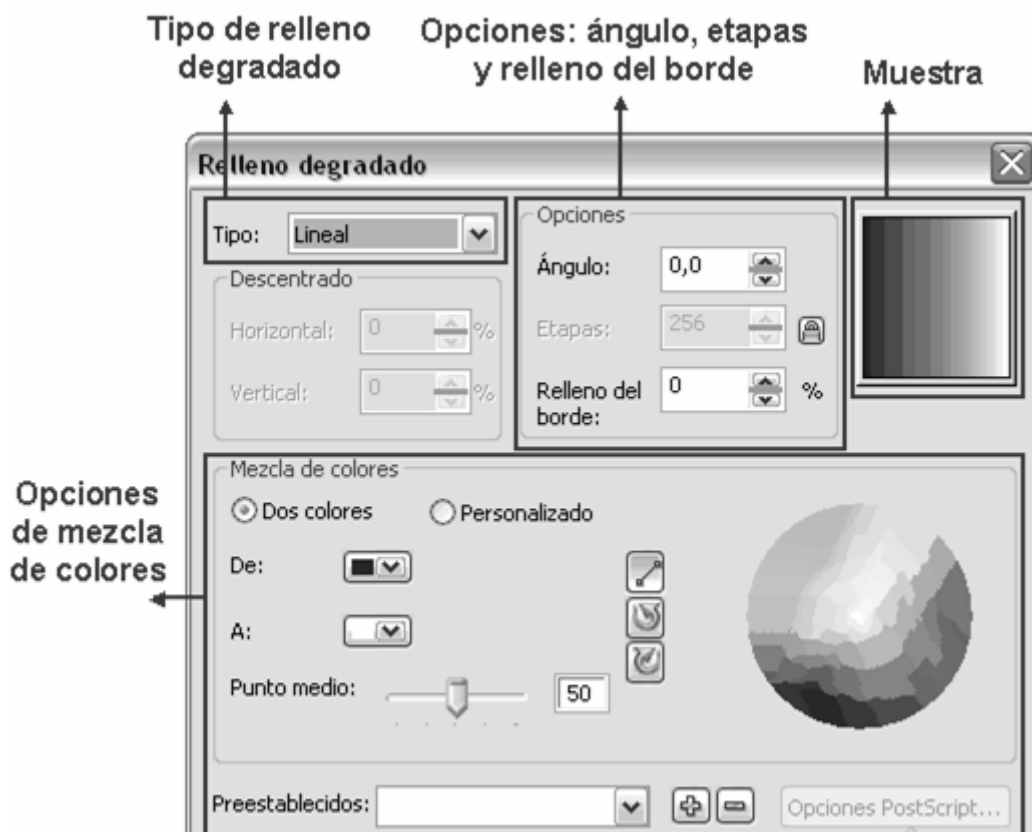 Tipo de relleno
degradado
Opciones: ángulo, etapas
y relleno del borde
Muestra
Relleno degradado
Tipo: Lineal
Descentrado
Horizontal: 0 %
Vertical: 0 %
Opciones
Ángulo: 0,0
Etapas: 256
Relleno del
borde: 0 %
Opciones
de mezcla
de colores
Mezcla de colores
Dos colores Personalizado
De:
A:
Punto medio: 50
Preestablecidos: Opciones PostScript...